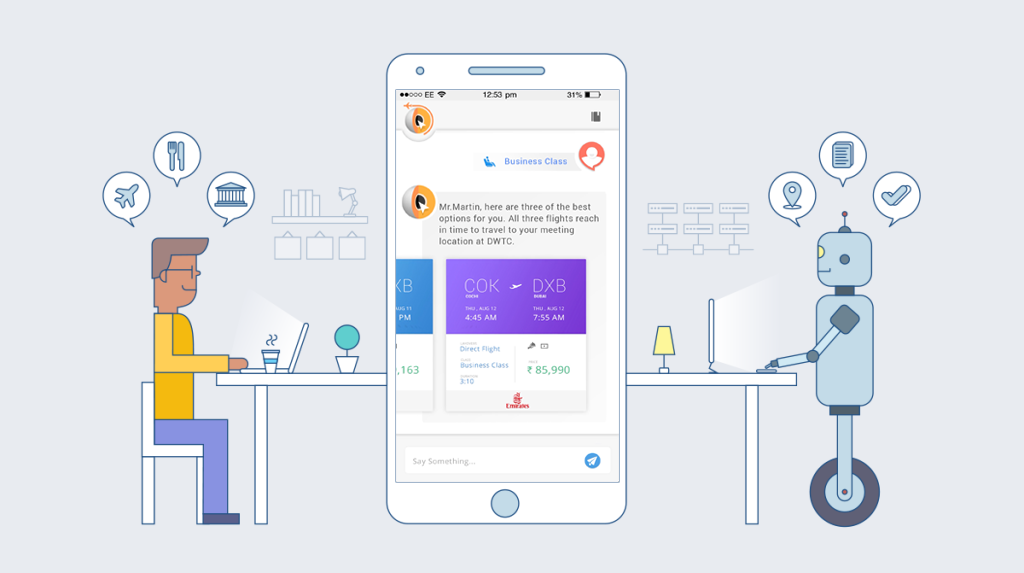 EE 12:53 pm 31%
Business Class
Mr.Martin, here are three of the best
options for you. All three flights reach
in time to travel to your meeting
location at DWTC.
XB
COK DXB
DUBAI
AUG 11
THU , AUG 12 THU , AUG 12
PM
4:45 AM 7:55 AM
Direct Flight
,163
Business Class
₹ 85,990
3:10
Emirates
Say Something...